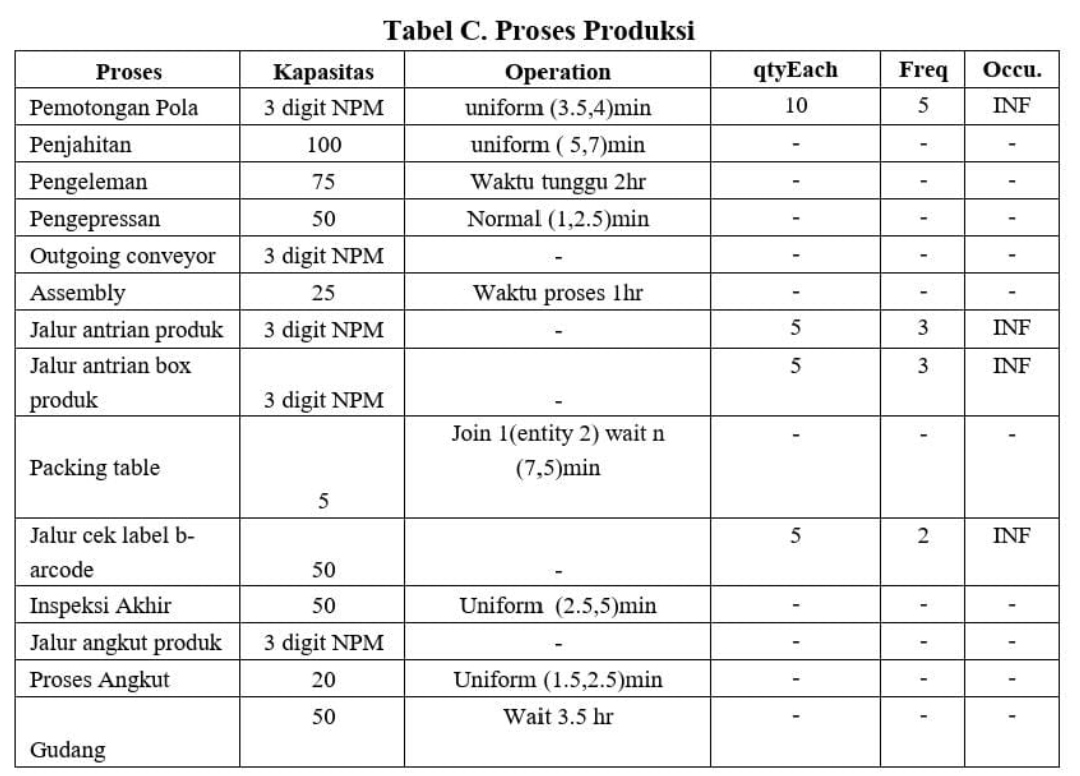 Tabel C. Proses Produksi
Proses Kapasitas Operation qtyEach Freq Occu.
Pemotongan Pola 3 digit NPM uniform (3.5,4)min 10 5 INF
Penjahitan 100 uniform ( 5,7)min - - -
Pengeleman 75 Waktu tunggu 2hr - - -
Pengepressan 50 Normal (1,2.5)min - - -
Outgoing conveyor 3 digit NPM - - - -
Assembly 25 Waktu proses 1hr - - -
Jalur antrian produk 3 digit NPM - 5 3 INF
Jalur antrian box 5 3 INF
produk 3 digit NPM -
Join 1(entity 2) wait n - - -
Packing table (7,5)min
5
Jalur cek label b- 5 2 INF
arcode 50 -
Inspeksi Akhir 50 Uniform (2.5,5)min - - -
Jalur angkut produk 3 digit NPM - - - -
Proses Angkut 20 Uniform (1.5,2.5)min - - -
50 Wait 3.5 hr - - -
Gudang